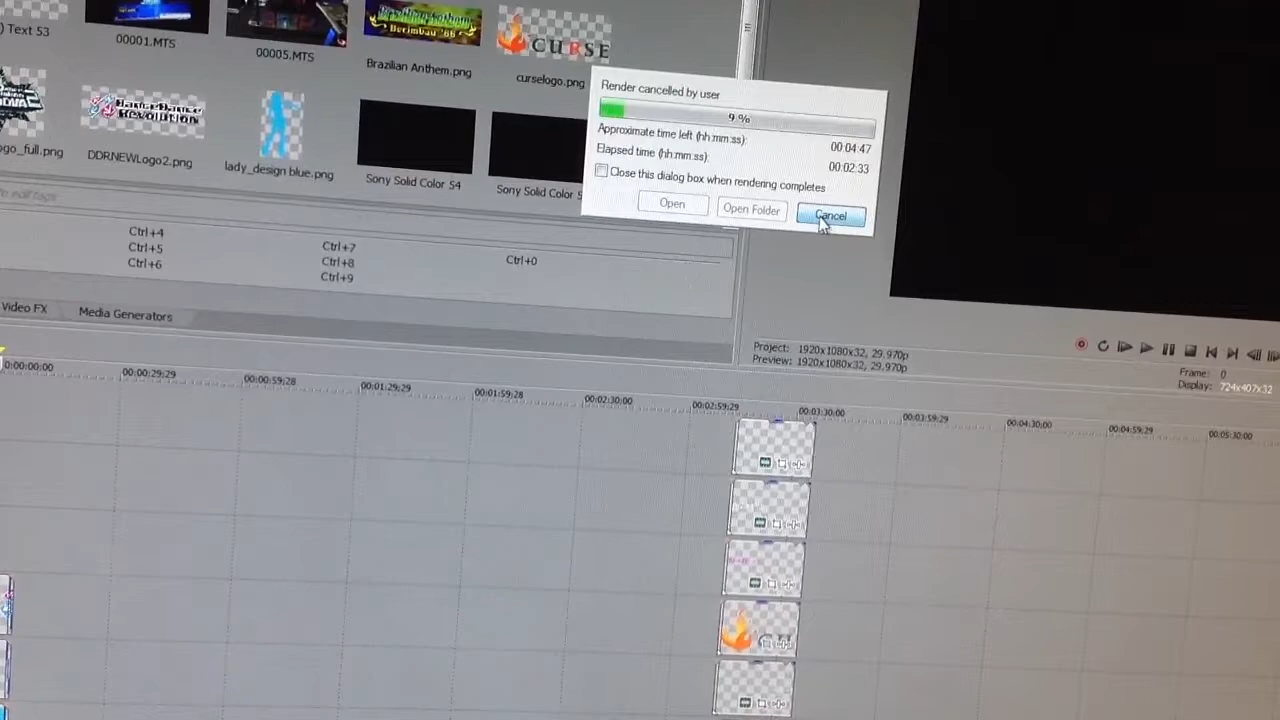 ) Text 53
00001.MTS
00005.MTS
Brazilian Anthem.png
CURSE
curselogo.png
DanceDance
Revolution
ogo_full.png
DDRNEWLogo2.png
lady_design blue.png
Sony Solid Color 54
Sony Solid Color 5
Render cancelled by user
9 %
Approximate time left (hh:mm:ss):
00:04:47
Elapsed time (hh:mm:ss):
00:02:33
Close this dialog box when rendering completes
Open
Open Folder
Cancel
Ctrl+4
Ctrl+5
Ctrl+6
Ctrl+7
Ctrl+8
Ctrl+9
Ctrl+0
Video FX
Media Generators
Project: 1920x1080x32, 29.970p
Preview: 1920x1080x32, 29.970p
Frame: 0
Display: 724x407x32
0:00:00:00
00:00:29;29
00:00:59;28
00:01:29;29
00:01:59;28
00:02:30;00
00:02:59;29
00:03:30;00
00:03:59;29
00:04:30;00
00:04:59;29
00:05:30;00